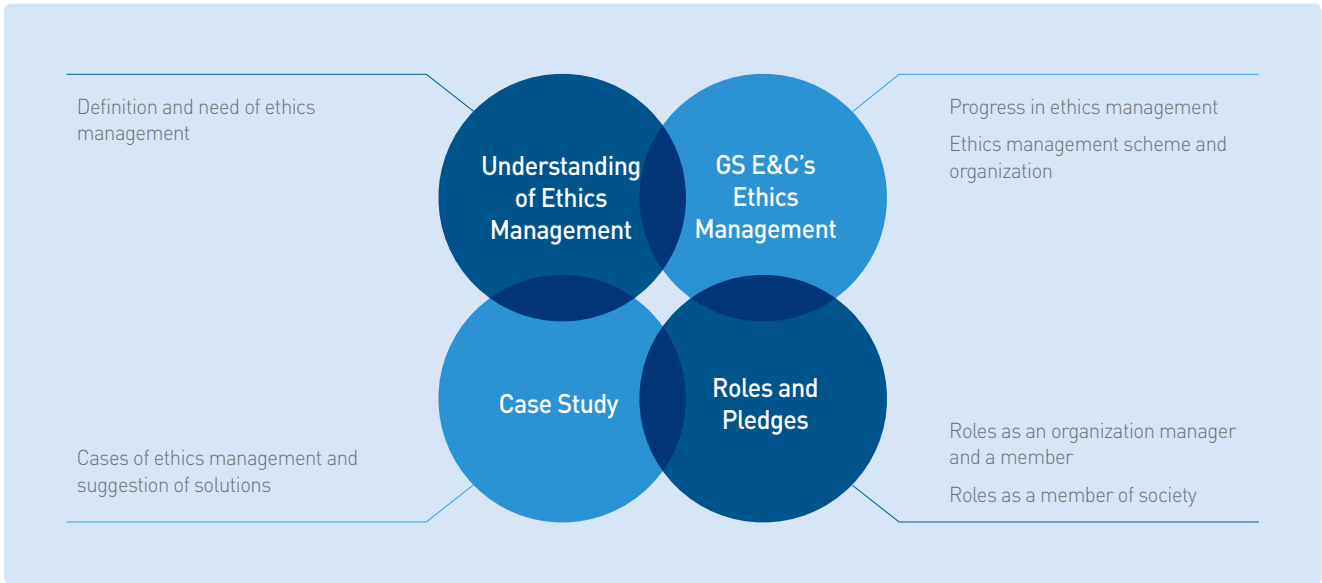 Definition and need of ethics
management
Understanding
of Ethics
Management
GS E&C’s
Ethics
Management
Progress in ethics management
Ethics management scheme and
organization
Case Study
Cases of ethics management and
suggestion of solutions
Roles and
Pledges
Roles as an organization manager
and a member
Roles as a member of society